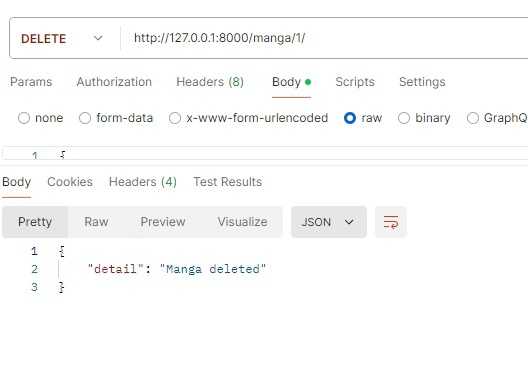 DELETE http://127.0.0.1:8000/manga/1/
Params Authorization Headers (8) Body Scripts Settings
none form-data x-www-form-urlencoded raw binary GraphQ
1 {
Body Cookies Headers (4) Test Results
Pretty Raw Preview Visualize JSON
1 {
2 "detail": "Manga deleted"
3 }